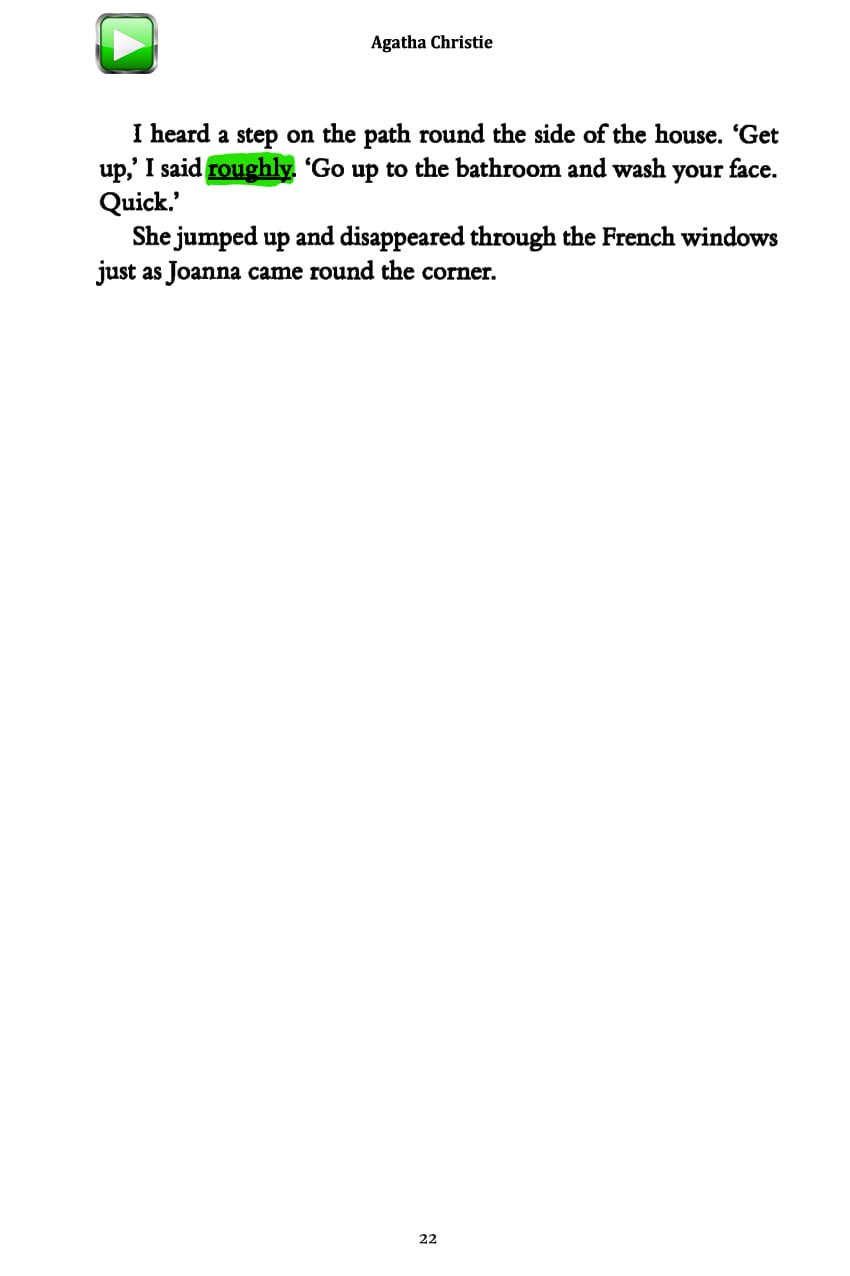 Agatha Christie
I heard a step on the path round the side of the house. ‘Get
up,’ I said roughly. ‘Go up to the bathroom and wash your face.
Quick.’
She jumped up and disappeared through the French windows
just as Joanna came round the corner.
22